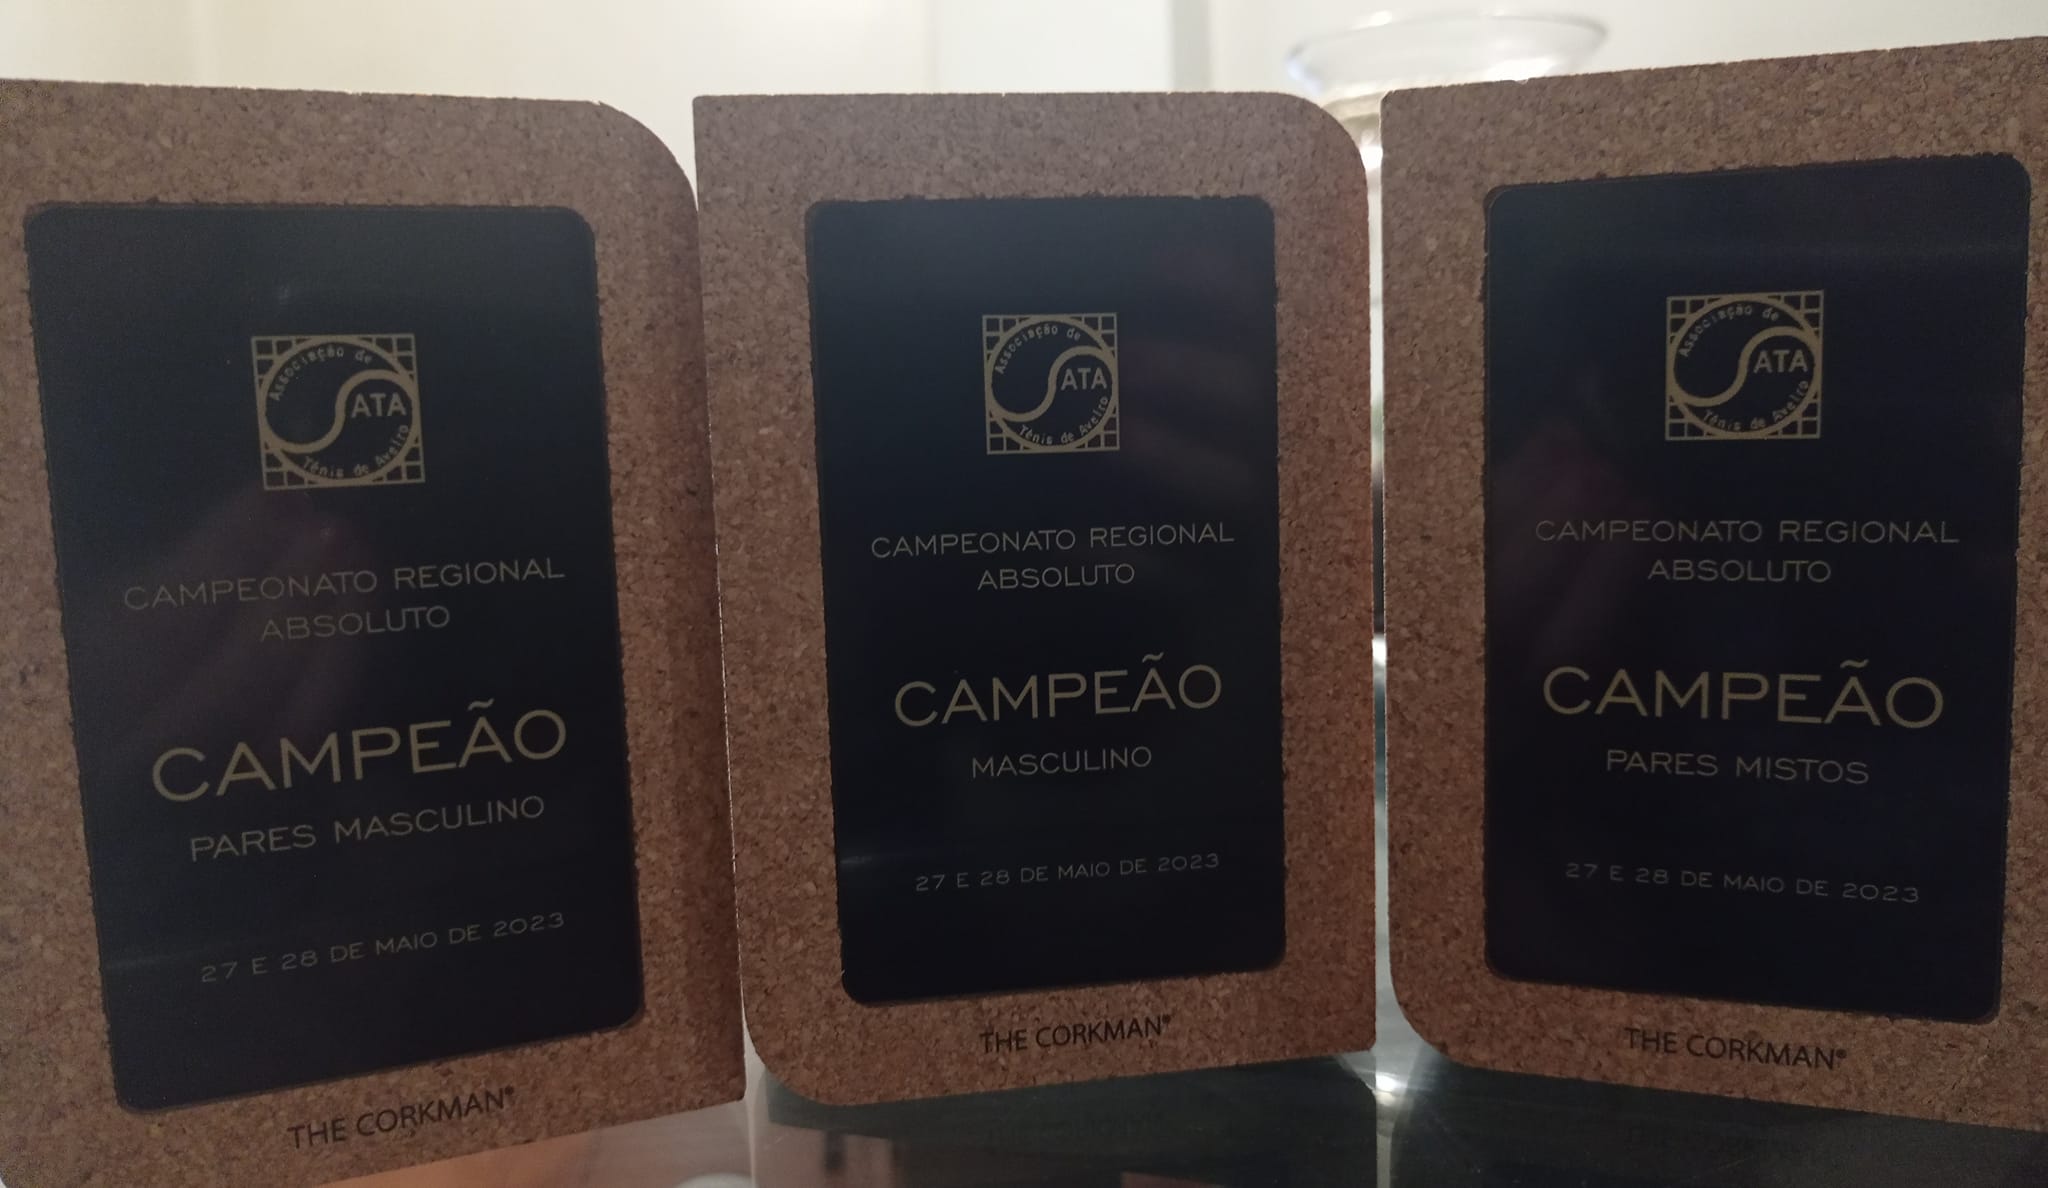 Associação de
ATA
Ténis de Aveiro
CAMPEONATO REGIONAL
ABSOLUTO
CAMPEÃO
PARES MASCULINO
27 E 28 DE MAIO DE 2023
THE CORKMAN®
Associação de
ATA
Ténis de Aveiro
CAMPEONATO REGIONAL
ABSOLUTO
CAMPEÃO
MASCULINO
27 E 28 DE MAIO DE 2023
THE CORKMAN®
Associação de
ATA
Ténis de Aveiro
CAMPEONATO REGIONAL
ABSOLUTO
CAMPEÃO
PARES MISTOS
27 E 28 DE MAIO DE 2023
THE CORKMAN®